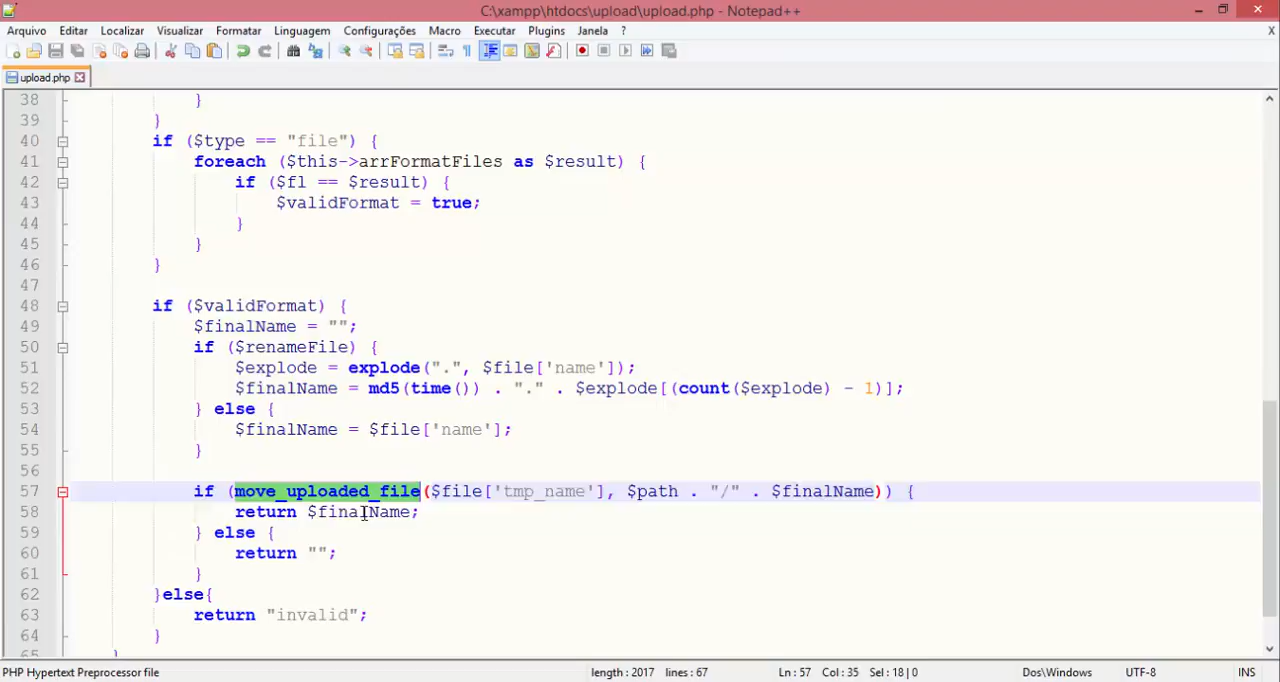 C:\xampp\htdocs\upload\upload.php - Notepad++
Arquivo Editar Localizar Visualizar Formatar Linguagem Configurações Macro Executar Plugins Janela ? X
upload.php
38 }
39 }
40 if ($type == "file") {
41 foreach ($this->arrFormatFiles as $result) {
42 if ($fl == $result) {
43 $validFormat = true;
44 }
45 }
46 }
47
48 if ($validFormat) {
49 $finalName = "";
50 if ($renameFile) {
51 $explode = explode(".", $file['name']);
52 $finalName = md5(time()) . "." . $explode[(count($explode) - 1)];
53 } else {
54 $finalName = $file['name'];
55 }
56
57 if (move_uploaded_file($file['tmp_name'], $path . "/" . $finalName)) {
58 return $finalName;
59 } else {
60 return "";
61 }
62 }else{
63 return "invalid";
64 }
65 }
PHP Hypertext Preprocessor file length : 2017 lines : 67 Ln : 57 Col : 35 Sel : 18 | 0 Dos\Windows UTF-8 INS